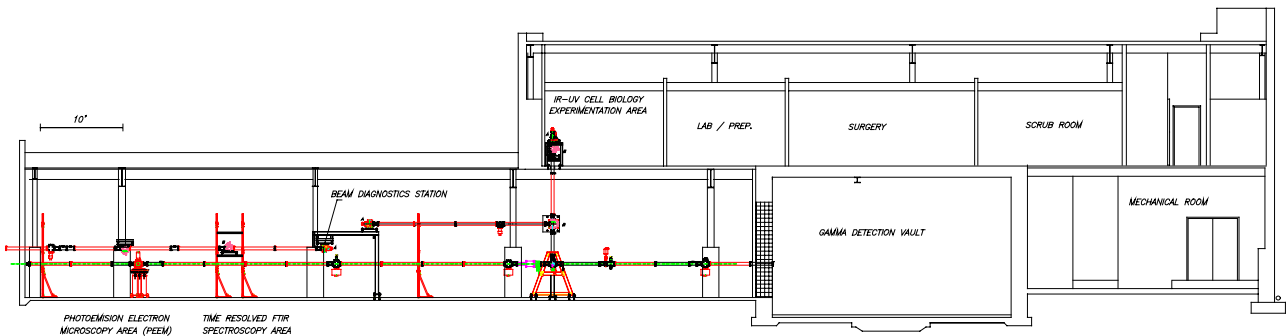 IR-UV CELL BIOLOGY
EXPERIMENTATION AREA
10"
LAB / PREP.
SURGERY
SCRUB ROOM
BEAM DIAGNOSTICS STATION
MECHANICAL ROOM
GAMMA DETECTION VAULT
PHOTOEMISION ELECTRON
MICROSCOPY AREA (PEEM)
TIME RESOLVED FTIR
SPECTROSCOPY AREA